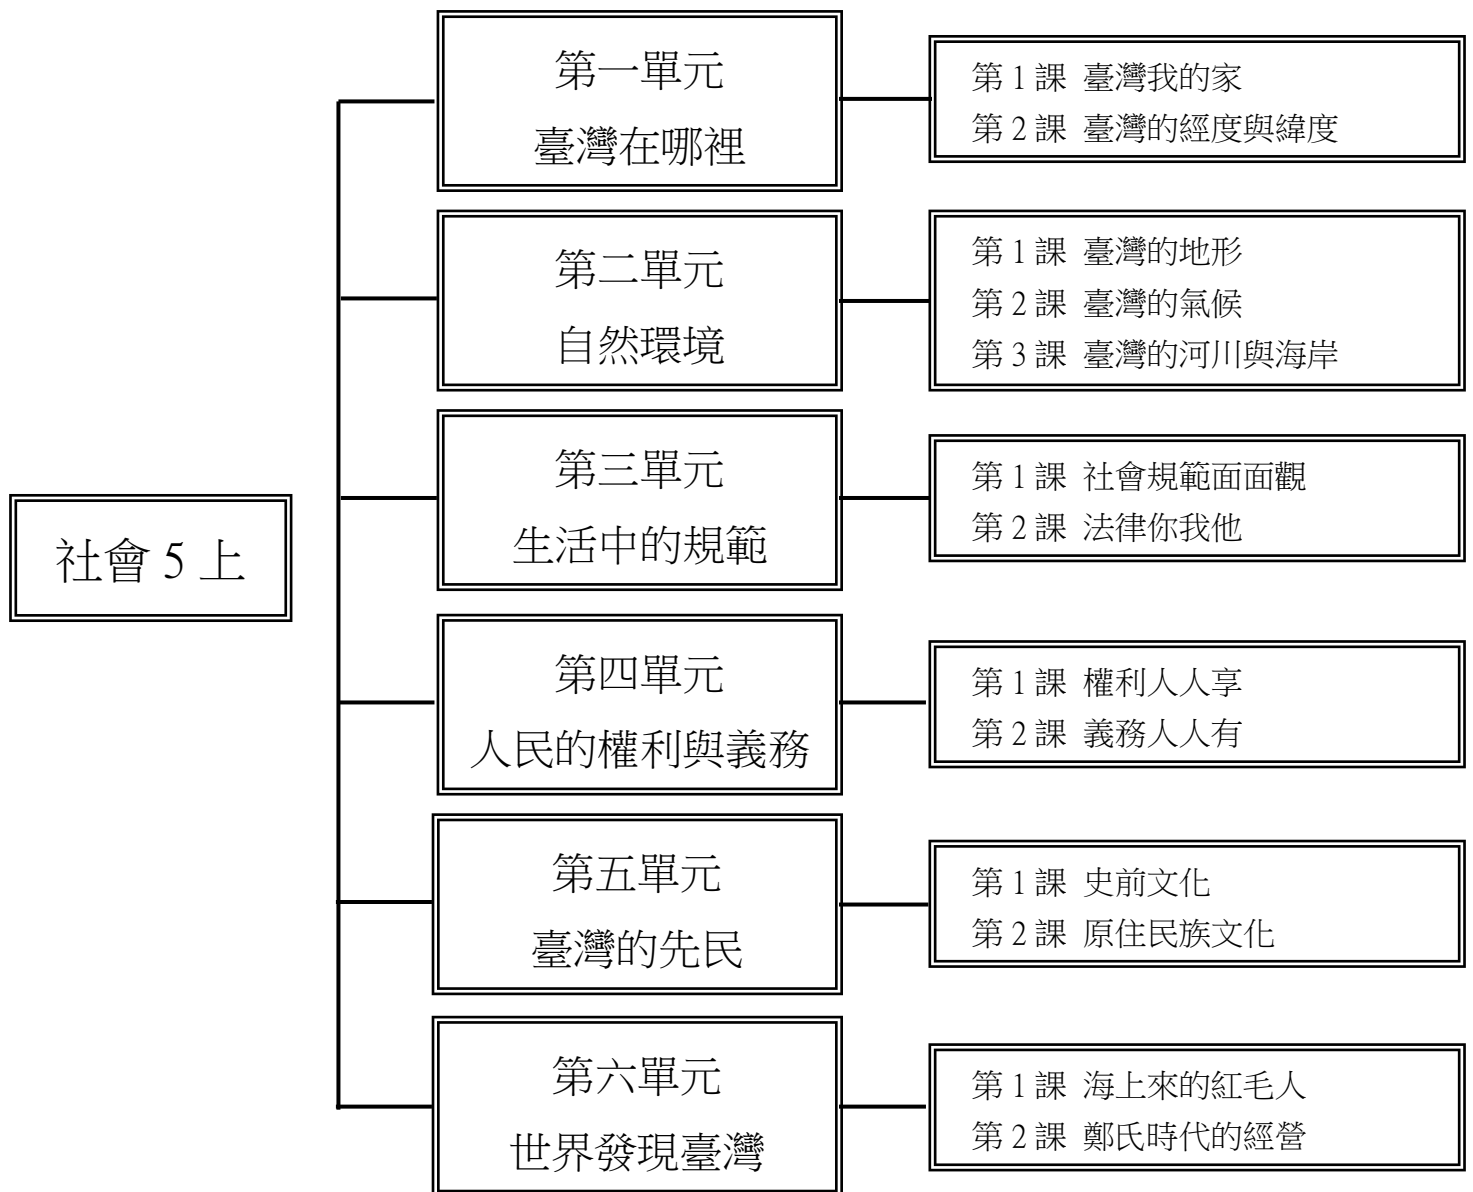 社會 5 上
第一單元
臺灣在哪裡
第 1 課 臺灣我的家
第 2 課 臺灣的經度與緯度
第二單元
自然環境
第 1 課 臺灣的地形
第 2 課 臺灣的氣候
第 3 課 臺灣的河川與海岸
第三單元
生活中的規範
第 1 課 社會規範面面觀
第 2 課 法律你我他
第四單元
人民的權利與義務
第 1 課 權利人人享
第 2 課 義務人人有
第五單元
臺灣的先民
第 1 課 史前文化
第 2 課 原住民族文化
第六單元
世界發現臺灣
第 1 課 海上來的紅毛人
第 2 課 鄭氏時代的經營